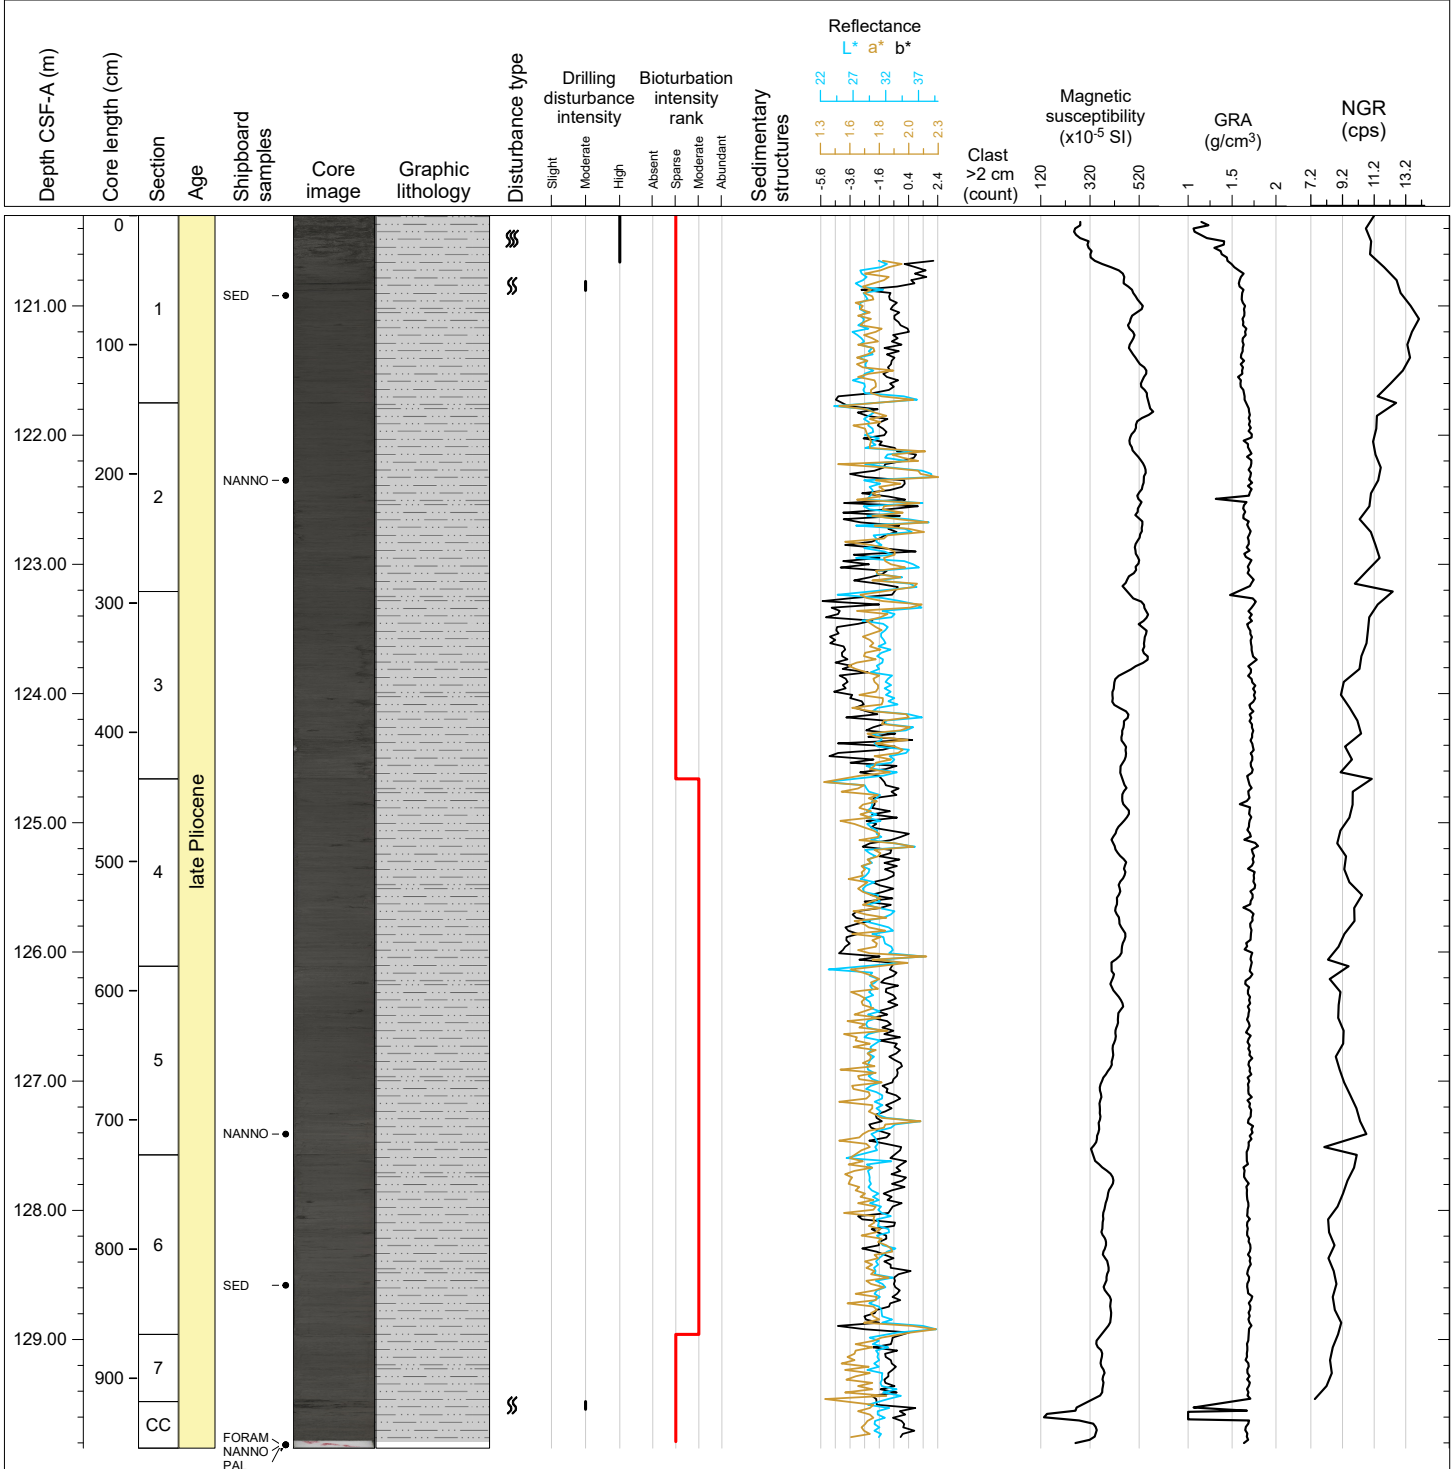 Depth CSF-A (m)
Core length (cm)
Section
Age
Shipboard
samples
Core
image
Graphic
lithology
Disturbance type
Drilling
disturbance
intensity
Slight
Moderate
High
Bioturbation
intensity
rank
Absent
Sparse
Moderate
Abundant
Sedimentary
structures
Reflectance
L* a* b*
22 27 32 37
1.3 1.6 1.8 2.0 2.3
-5.6 -3.6 -1.6 0.4 2.4
Clast
>2 cm
(count)
Magnetic
susceptibility
(x10-5 SI)
120 320 520
GRA
(g/cm3)
1 1.5 2
NGR
(cps)
7.2 9.2 11.2 13.2
0
SED
121.00
1
100
122.00
200
NANNO
2
123.00
300
3
124.00
400
late Pliocene
125.00
500
4
126.00
600
5
127.00
700
NANNO
128.00
6
800
SED
129.00
7
900
CC
FORAM
NANNO
PAL